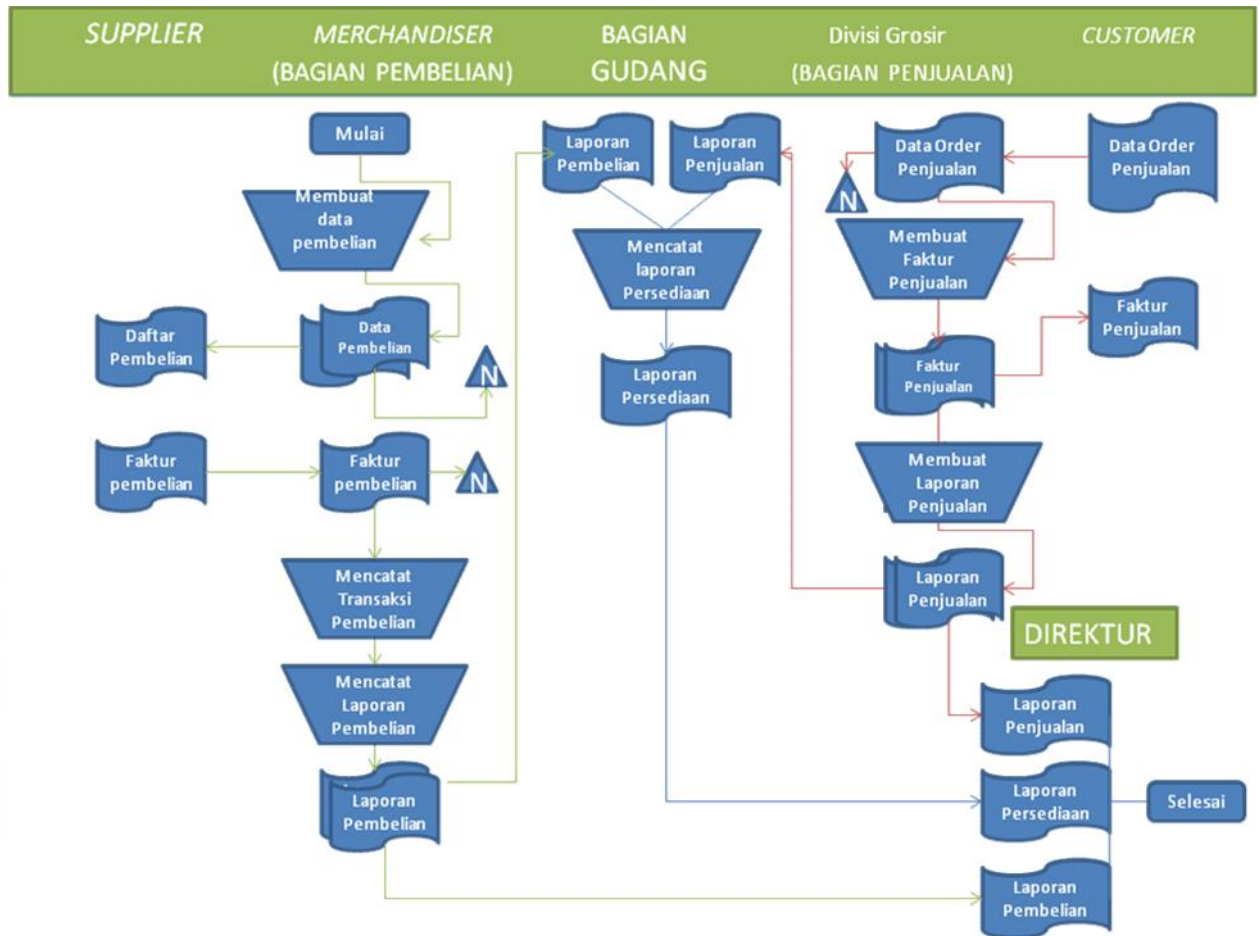 SUPPLIER
MERCHANDISER
(BAGIAN PEMBELIAN)
BAGIAN
GUDANG
Divisi Grosir
(BAGIAN PENJUALAN)
CUSTOMER
Mulai
Membuat
data
pembelian
Data
Pembelian
Daftar
Pembelian
N
Faktur
pembelian
Faktur
pembelian
N
Mencatat
Transaksi
Pembelian
Mencatat
Laporan
Pembelian
Laporan
Pembelian
Laporan
Pembelian
Laporan
Penjualan
Mencatat
laporan
Persediaan
Laporan
Persediaan
Data Order
Penjualan
Data Order
Penjualan
N
Membuat
Faktur
Penjualan
Faktur
Penjualan
Faktur
Penjualan
Membuat
Laporan
Penjualan
Laporan
Penjualan
DIREKTUR
Laporan
Penjualan
Laporan
Persediaan
Selesai
Laporan
Pembelian